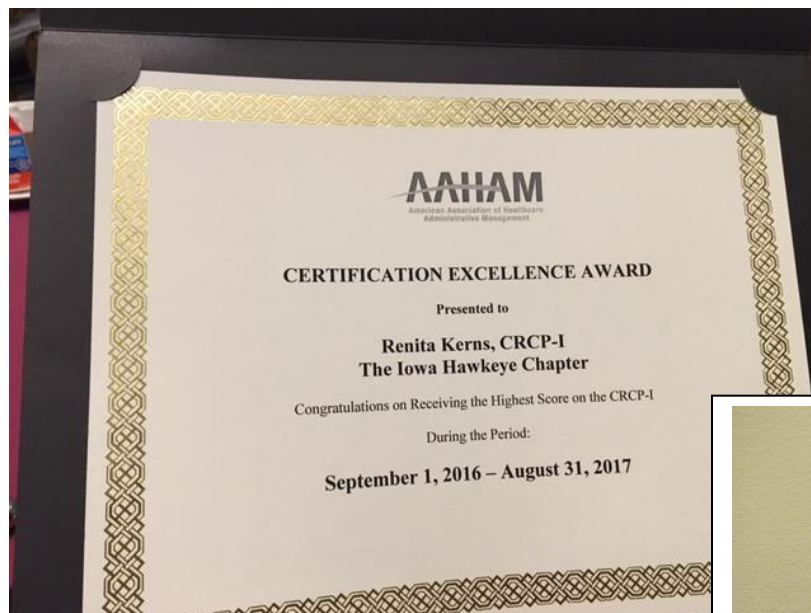 AAHAM
American Association of Healthcare
Administrative Management
CERTIFICATION EXCELLENCE AWARD
Presented to
Renita Kerns, CRCP-I
The Iowa Hawkeye Chapter
Congratulations on Receiving the Highest Score on the CRCP-I
During the Period:
September 1, 2016 – August 31, 2017